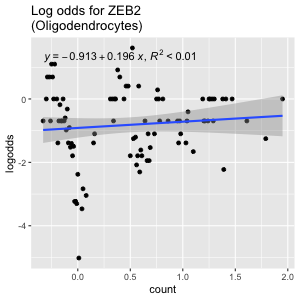 Log odds for ZEB2
(Oligodendrocytes)
y = −0.913 + 0.196 x, R² < 0.01
0
-2
-4
logodds
0.0 0.5 1.0 1.5 2.0
count